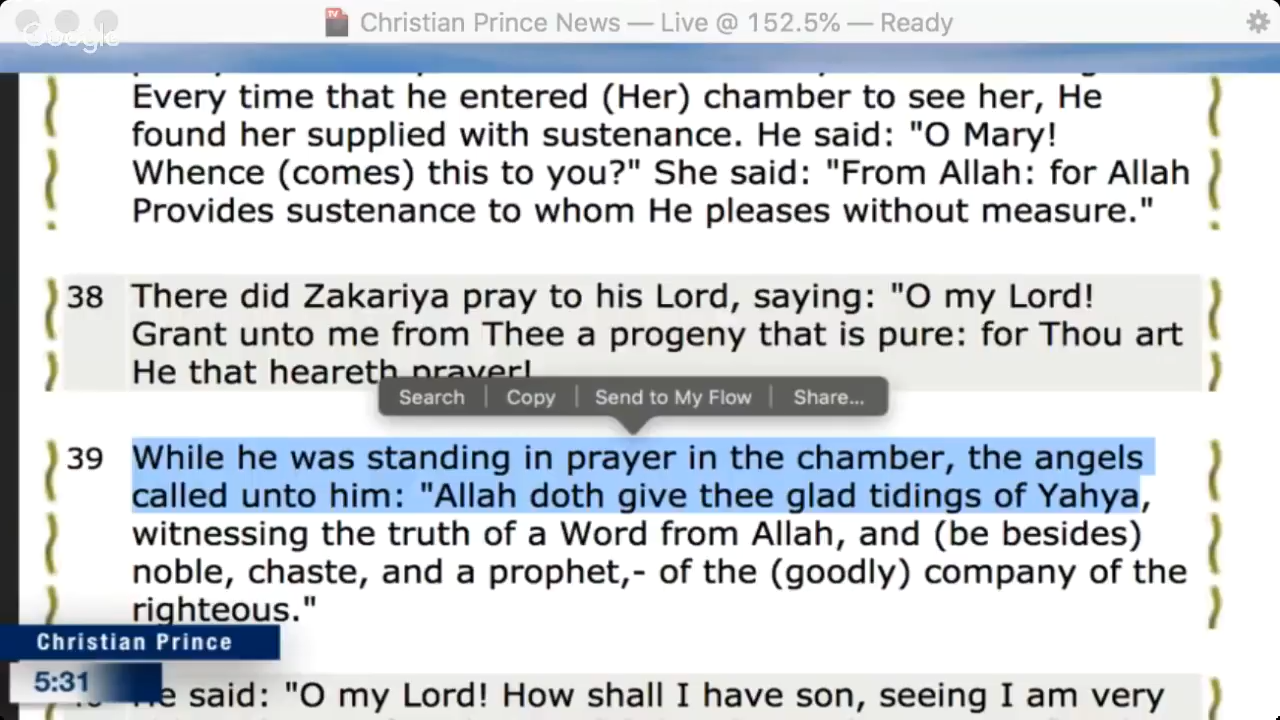 Christian Prince News — Live @ 152.5% — Ready
Google
Every time that he entered (Her) chamber to see her, He
found her supplied with sustenance. He said: "O Mary!
Whence (comes) this to you?" She said: "From Allah: for Allah
Provides sustenance to whom He pleases without measure."
38 There did Zakariya pray to his Lord, saying: "O my Lord!
Grant unto me from Thee a progeny that is pure: for Thou art
He that heareth prayer!
Search Copy Send to My Flow Share...
39 While he was standing in prayer in the chamber, the angels
called unto him: "Allah doth give thee glad tidings of Yahya,
witnessing the truth of a Word from Allah, and (be besides)
noble, chaste, and a prophet,- of the (goodly) company of the
righteous."
Christian Prince
5:31
said: "O my Lord! How shall I have son, seeing I am very